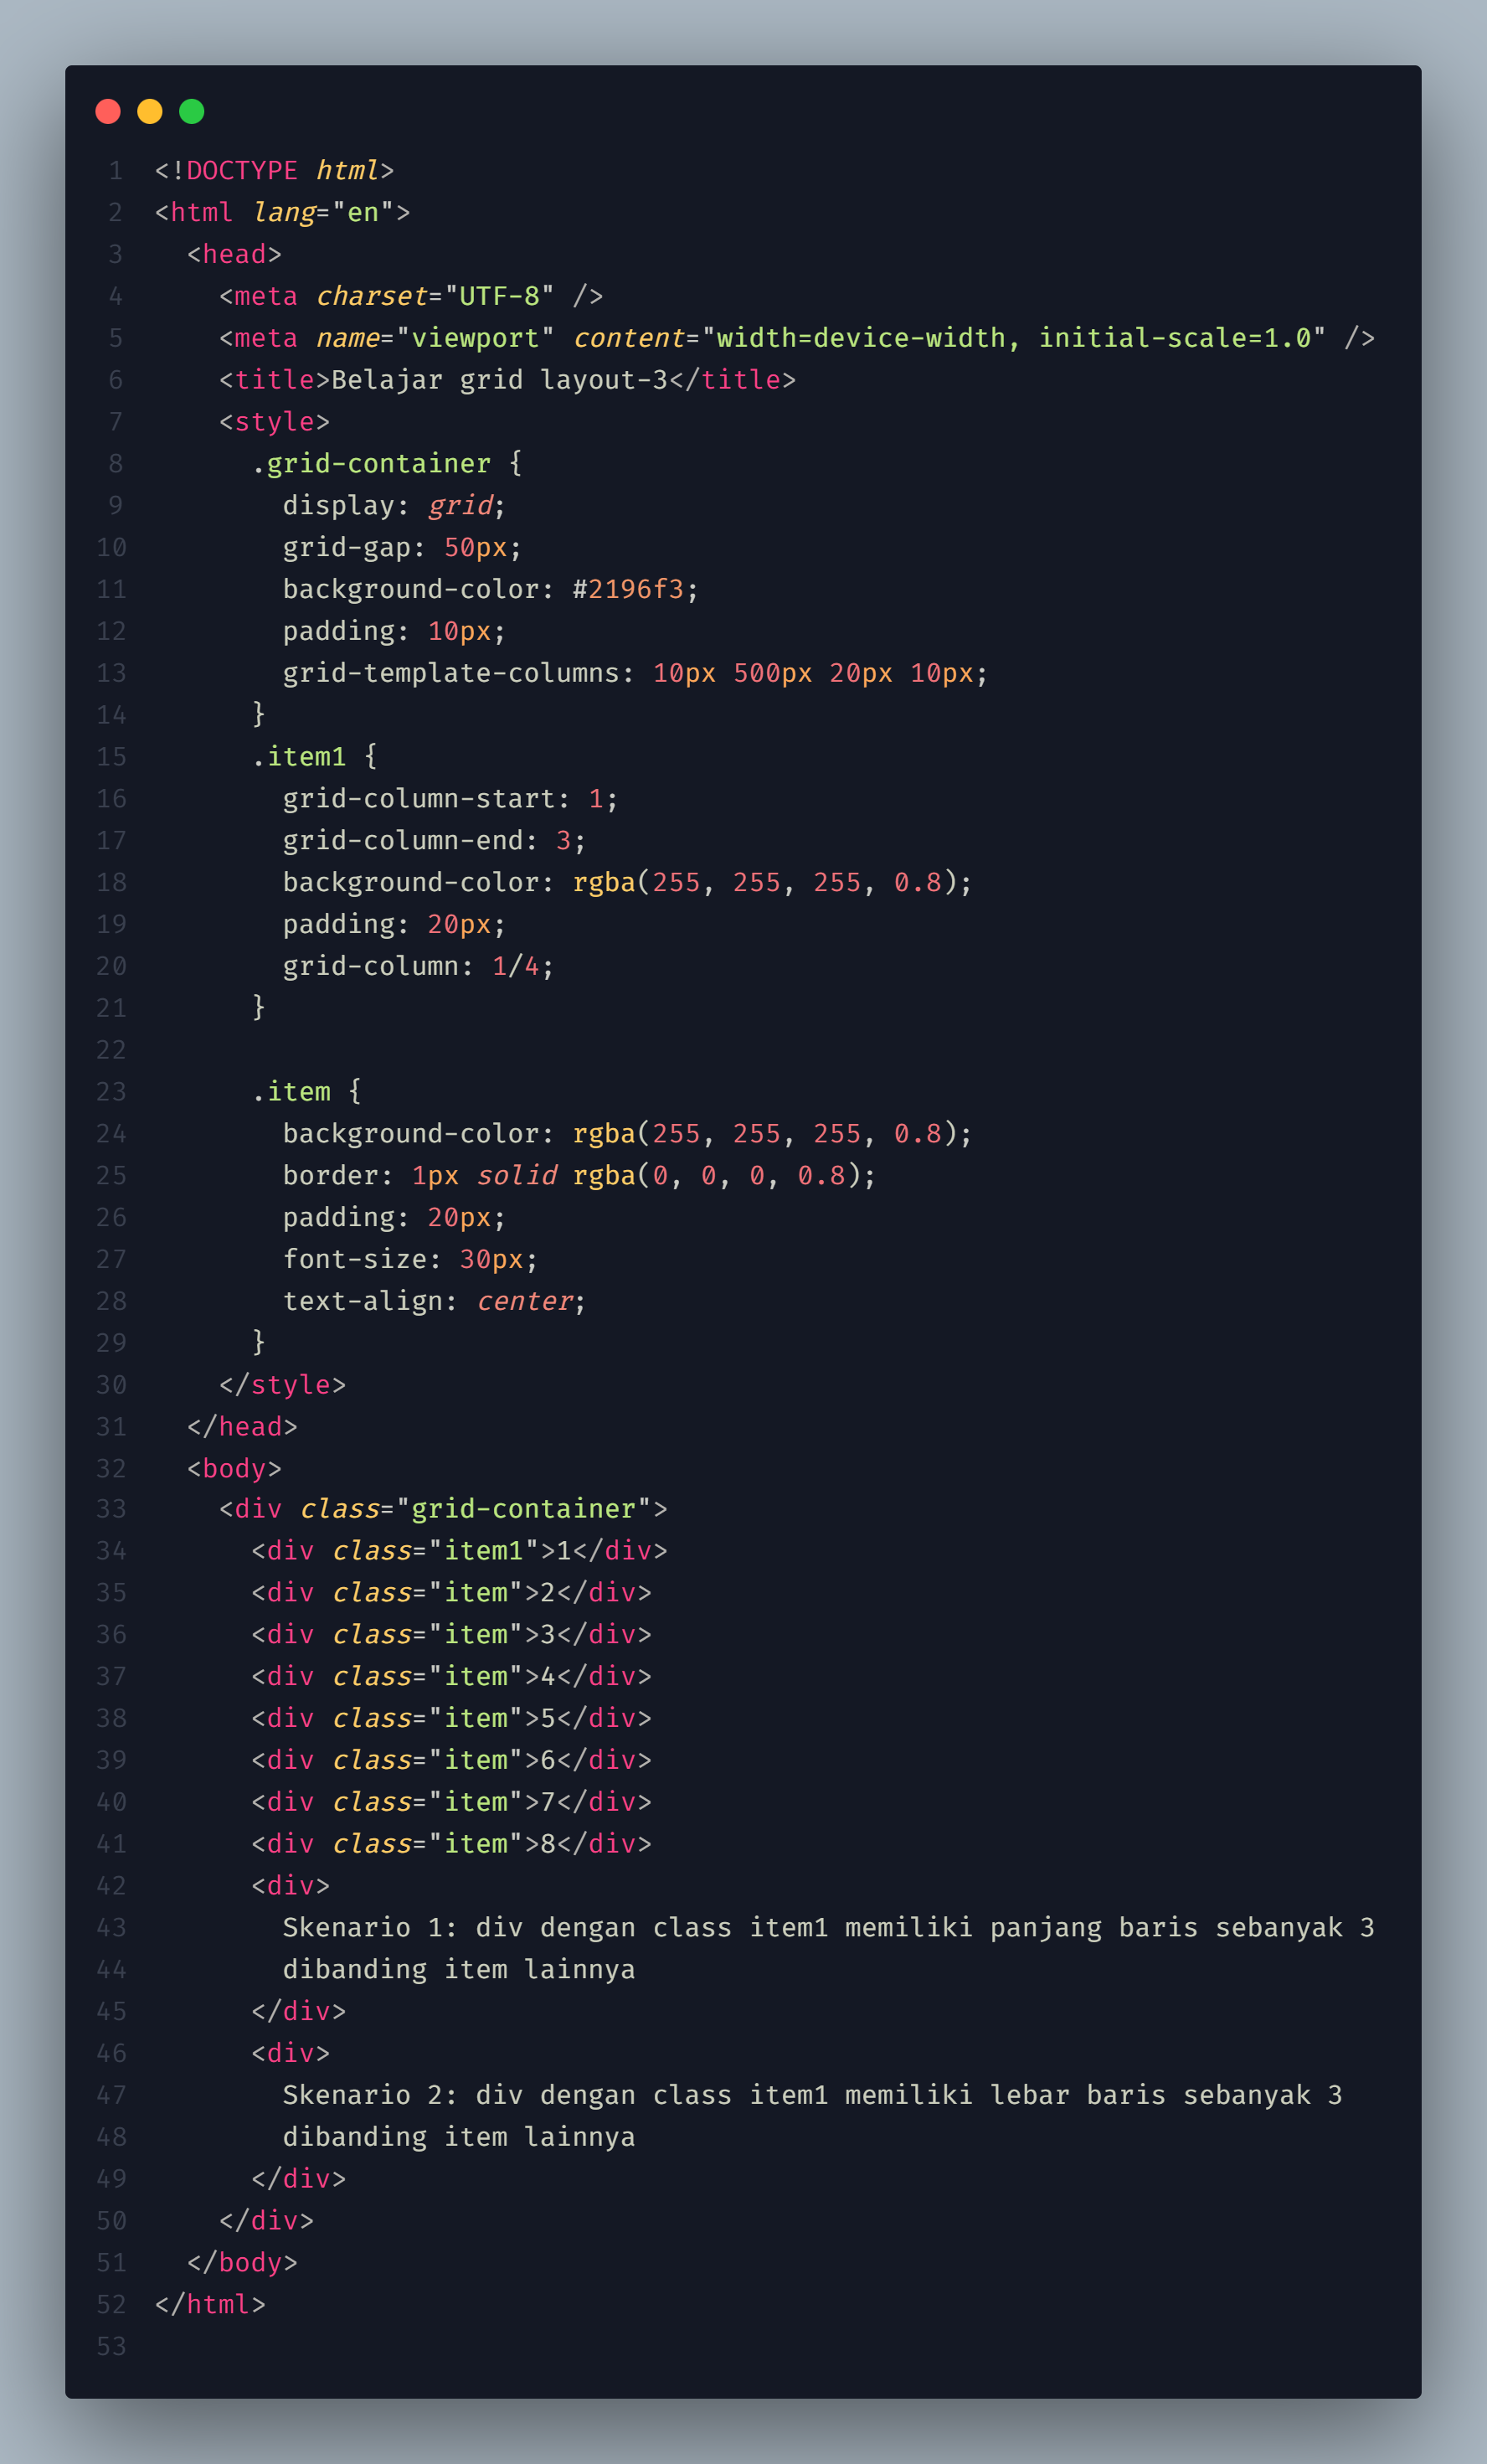 1 <!DOCTYPE html>
2 <html lang="en">
3   <head>
4     <meta charset="UTF-8" />
5     <meta name="viewport" content="width=device-width, initial-scale=1.0" />
6     <title>Belajar grid layout-3</title>
7     <style>
8       .grid-container {
9         display: grid;
10         grid-gap: 50px;
11         background-color: #2196f3;
12         padding: 10px;
13         grid-template-columns: 10px 500px 20px 10px;
14       }
15       .item1 {
16         grid-column-start: 1;
17         grid-column-end: 3;
18         background-color: rgba(255, 255, 255, 0.8);
19         padding: 20px;
20         grid-column: 1/4;
21       }
22
23       .item {
24         background-color: rgba(255, 255, 255, 0.8);
25         border: 1px solid rgba(0, 0, 0, 0.8);
26         padding: 20px;
27         font-size: 30px;
28         text-align: center;
29       }
30     </style>
31   </head>
32   <body>
33     <div class="grid-container">
34       <div class="item1">1</div>
35       <div class="item">2</div>
36       <div class="item">3</div>
37       <div class="item">4</div>
38       <div class="item">5</div>
39       <div class="item">6</div>
40       <div class="item">7</div>
41       <div class="item">8</div>
42       <div>
43         Skenario 1: div dengan class item1 memiliki panjang baris sebanyak 3
44         dibanding item lainnya
45       </div>
46       <div>
47         Skenario 2: div dengan class item1 memiliki lebar baris sebanyak 3
48         dibanding item lainnya
49       </div>
50     </div>
51   </body>
52 </html>
53